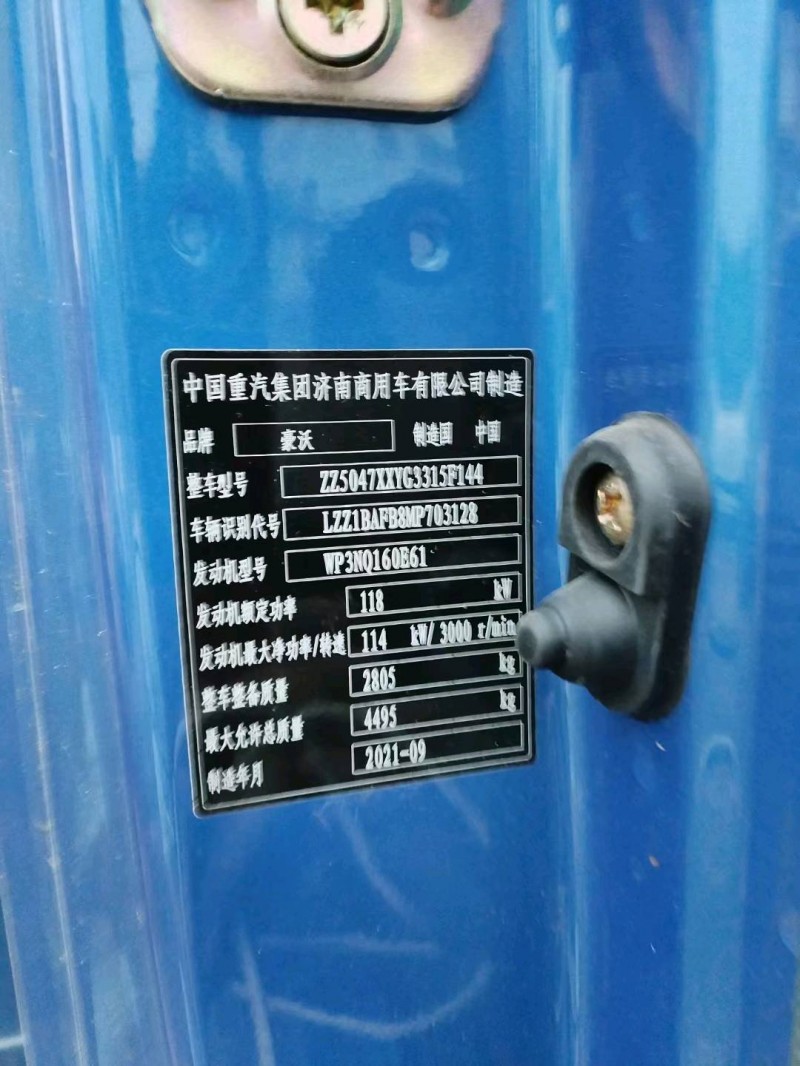 中国重汽集团济南商用车有限公司制造
品牌 豪沃 制造国 中国
整车型号 ZZ5047XXYG3315F144
车辆识别代号 LZZ1BAFB8MP703128
发动机型号 WP3NQ160E61
发动机额定功率 118 kW
发动机最大净功率/转速 114 kW/ 3000 r/min
整车整备质量 2805 kg
最大允许总质量 4495 kg
制造年月 2021-09